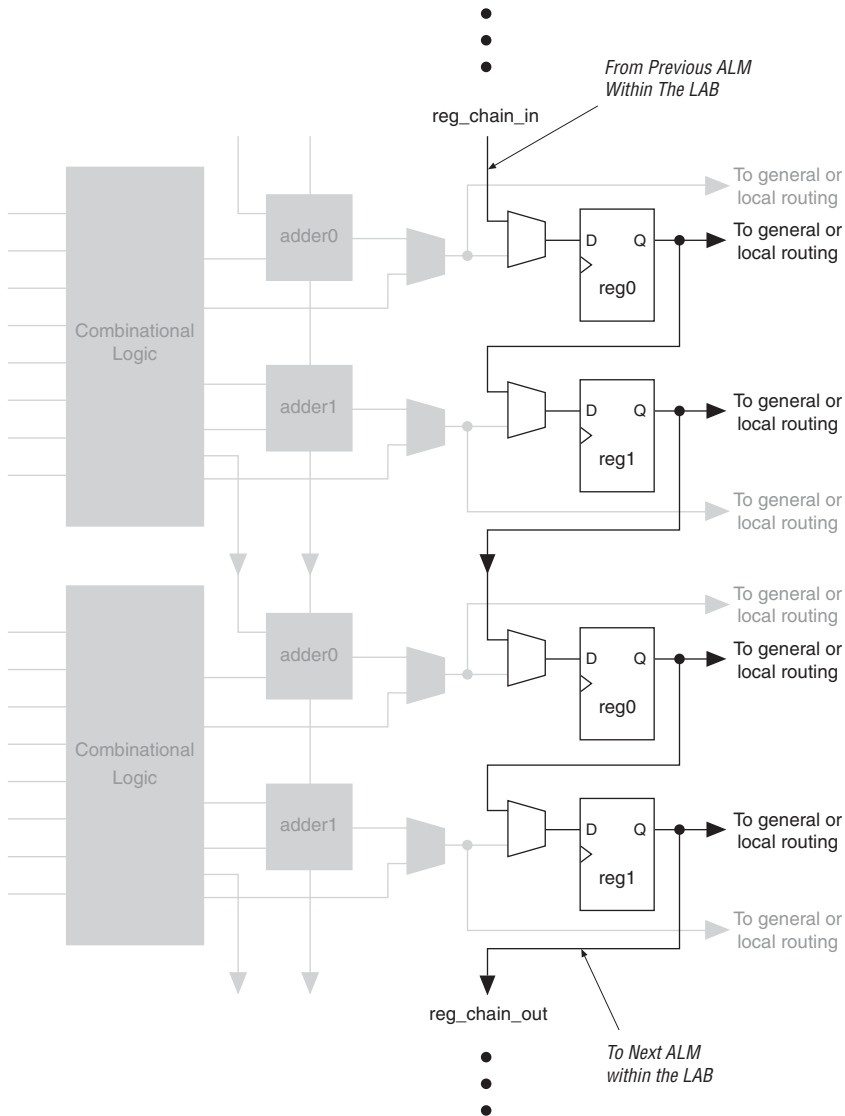 From Previous ALM
Within The LAB
reg_chain_in
To general or
local routing
adder0
D Q
To general or
local routing
reg0
Combinational
Logic
adder1
D Q
To general or
local routing
reg1
To general or
local routing
To general or
local routing
adder0
D Q
To general or
local routing
reg0
Combinational
Logic
adder1
D Q
To general or
local routing
reg1
To general or
local routing
reg_chain_out
To Next ALM
within the LAB